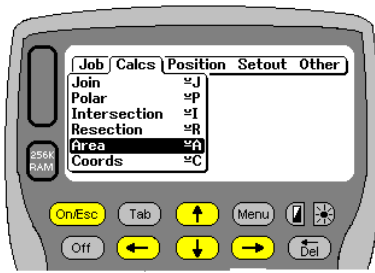 Job Calcs Position Setout Other
Join J
Polar P
Intersection I
Resection R
Area A
Coords C
256K
RAM
On/Esc Tab ↑ Menu
Off ← ↓ → Del